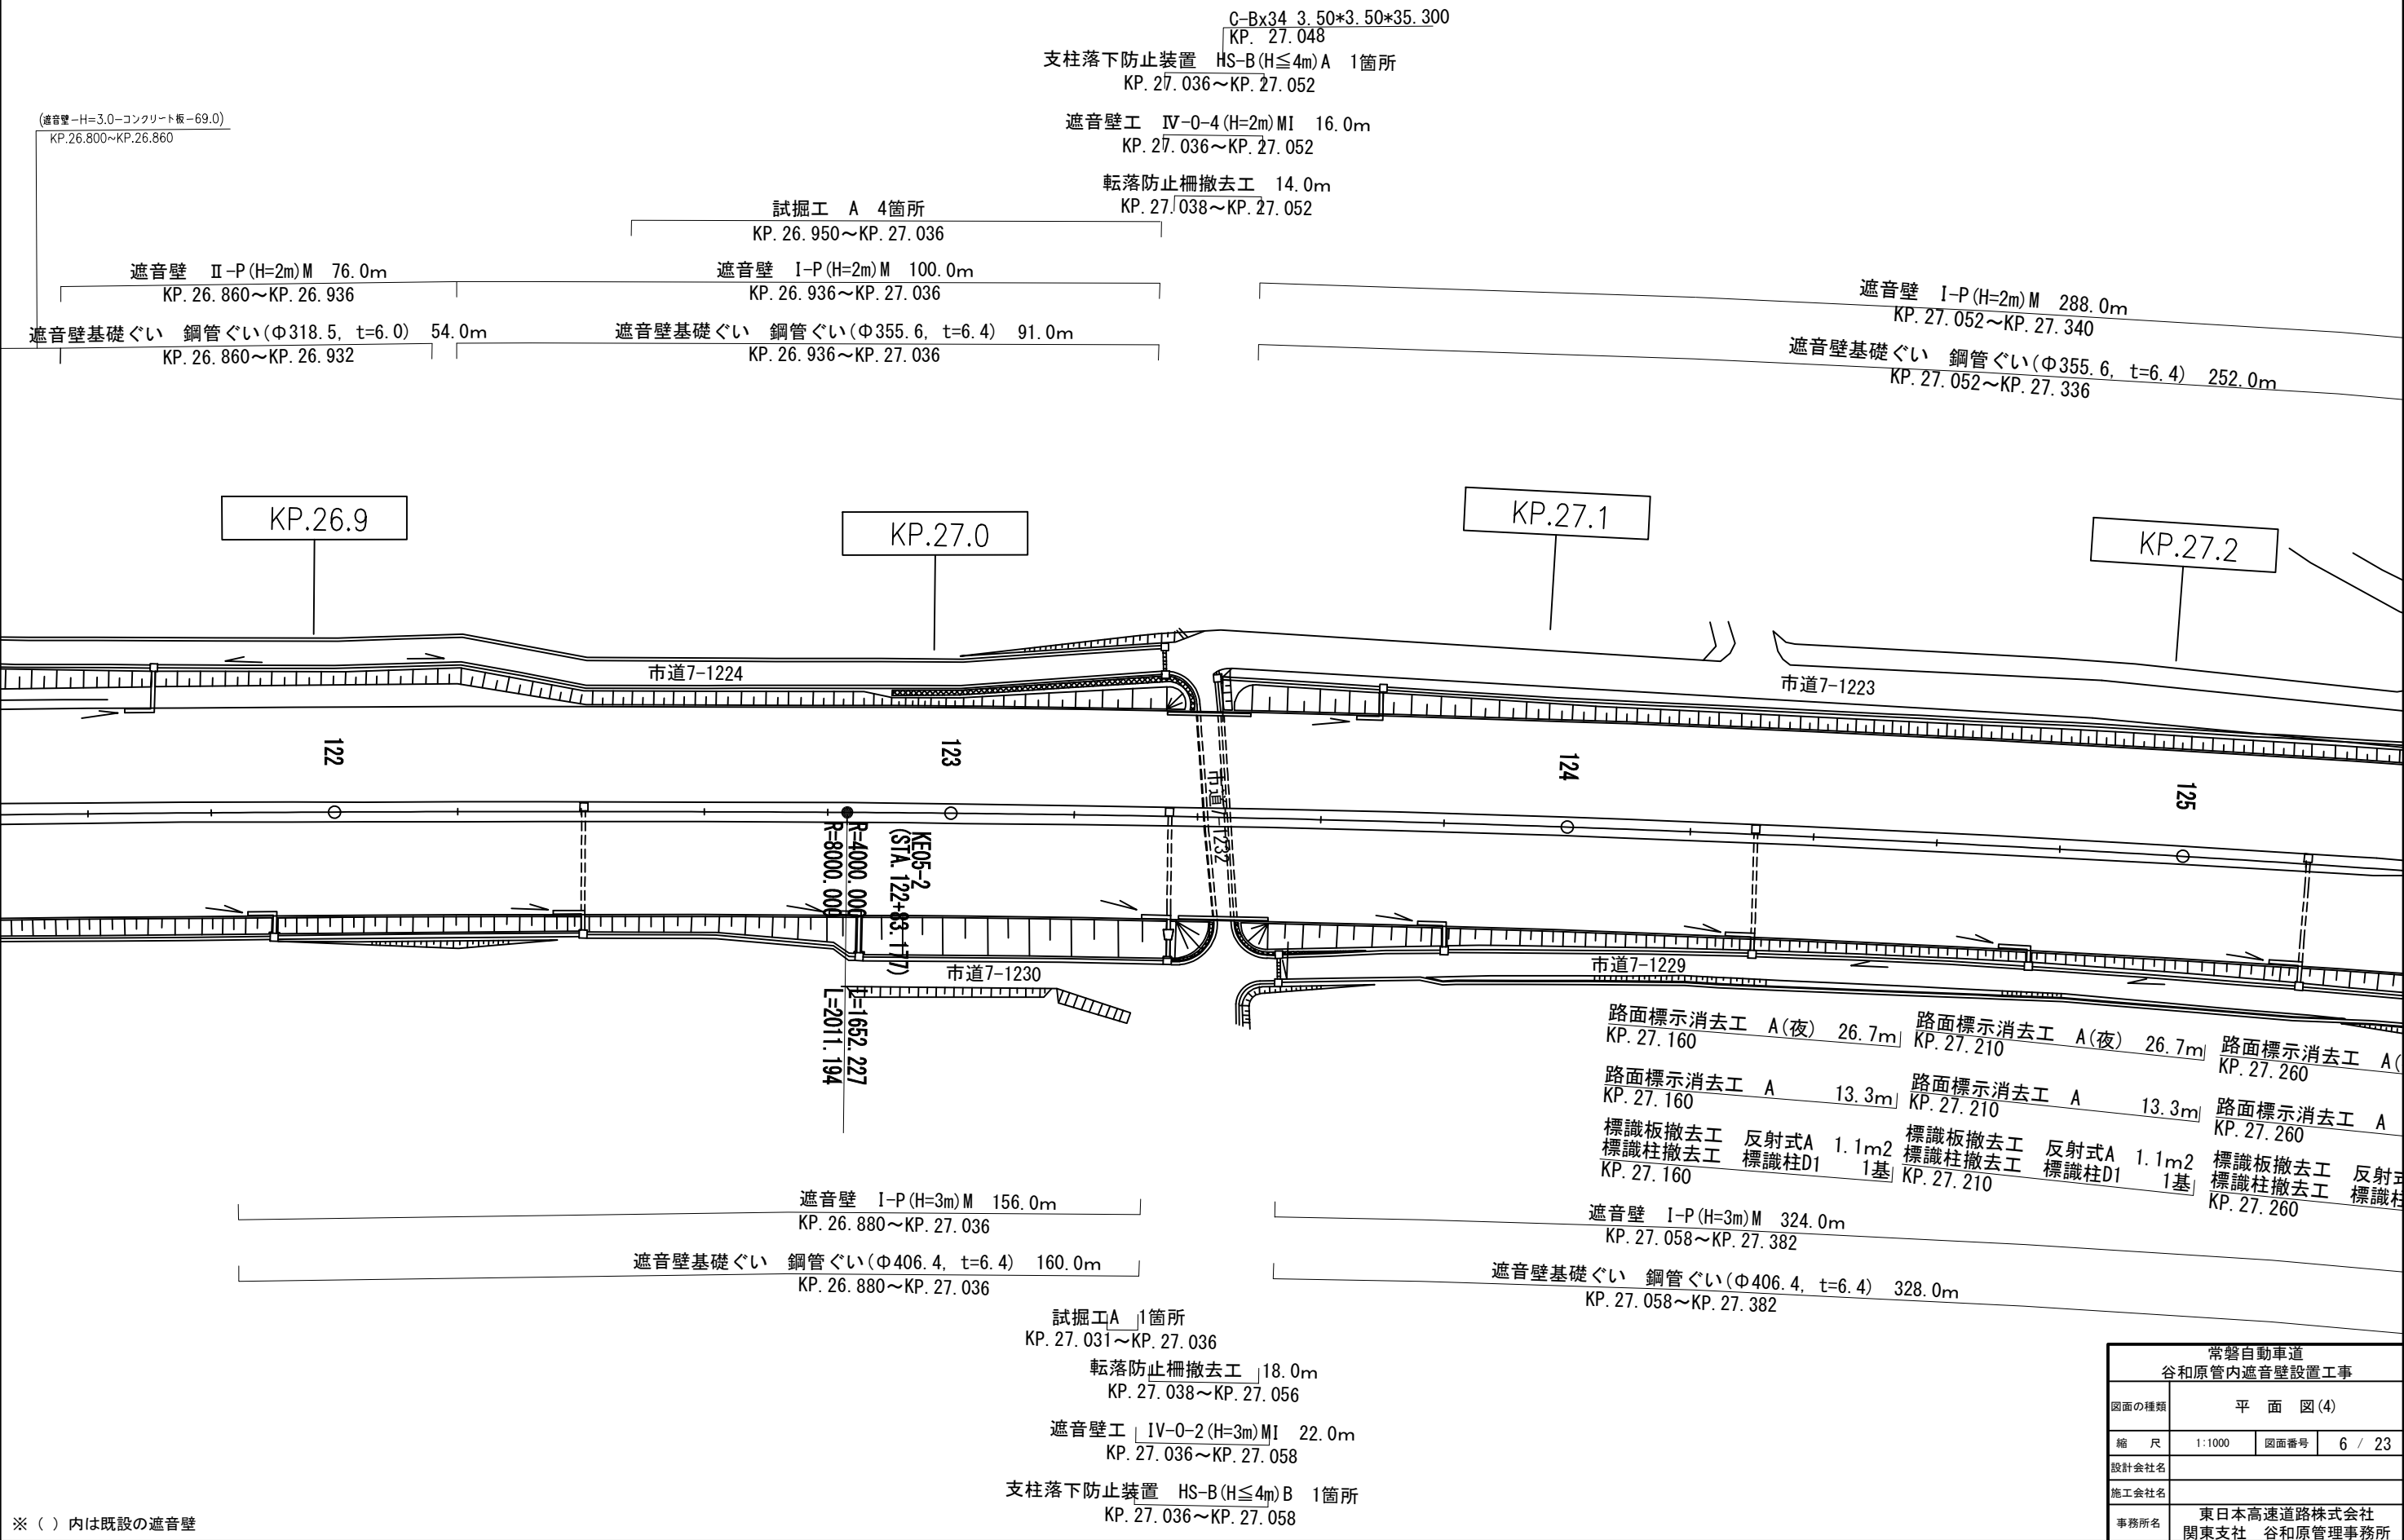 C-Bx34 3.50*3.50*35.300
KP. 27.048
支柱落下防止装置 HS-B(H≦4m)A 1箇所
KP.27.036～KP.27.052
(遮音壁-H=3.0-コンクリート板-69.0)
KP.26.800~KP.26.860
遮音壁工 Ⅳ-O-4(H=2m)MI 16.0m
KP.27.036～KP.27.052
転落防止柵撤去工 14.0m
KP.27.038～KP.27.052
試掘工 A 4箇所
KP.26.950～KP.27.036
遮音壁 Ⅱ-P(H=2m)M 76.0m
KP.26.860～KP.26.936
遮音壁 I-P(H=2m)M 100.0m
KP.26.936～KP.27.036
遮音壁 I-P(H=2m)M 288.0m
KP.27.052～KP.27.340
遮音壁基礎ぐい 鋼管ぐい(Φ318.5, t=6.0) 54.0m
KP.26.860～KP.26.932
遮音壁基礎ぐい 鋼管ぐい(Φ355.6, t=6.4) 91.0m
KP.26.936～KP.27.036
遮音壁基礎ぐい 鋼管ぐい(Φ355.6, t=6.4) 252.0m
KP.27.052～KP.27.336
KP.26.9
KP.27.0
KP.27.1
KP.27.2
市道7-1224
市道7-1223
122
123
124
125
市道7-1232
KE05-2
(STA.122+83.177)
R=4000.000
R=8000.000
L=1652.227
L=2011.194
市道7-1230
市道7-1229
路面標示消去工 A(夜) 26.7m
KP.27.160
路面標示消去工 A(夜) 26.7m
KP.27.210
路面標示消去工 A(
KP.27.260
路面標示消去工 A 13.3m
KP.27.160
路面標示消去工 A 13.3m
KP.27.210
路面標示消去工 A
KP.27.260
標識板撤去工 反射式A 1.1m2
標識柱撤去工 標識柱D1 1基
KP.27.160
標識板撤去工 反射式A 1.1m2
標識柱撤去工 標識柱D1 1基
KP.27.210
標識板撤去工 反射式
標識柱撤去工 標識柱
KP.27.260
遮音壁 I-P(H=3m)M 156.0m
KP.26.880～KP.27.036
遮音壁 I-P(H=3m)M 324.0m
KP.27.058～KP.27.382
遮音壁基礎ぐい 鋼管ぐい(Φ406.4, t=6.4) 160.0m
KP.26.880～KP.27.036
遮音壁基礎ぐい 鋼管ぐい(Φ406.4, t=6.4) 328.0m
KP.27.058～KP.27.382
試掘工A 1箇所
KP.27.031～KP.27.036
転落防止柵撤去工 18.0m
KP.27.038～KP.27.056
遮音壁工 IV-O-2(H=3m)MI 22.0m
KP.27.036～KP.27.058
支柱落下防止装置 HS-B(H≦4m)B 1箇所
KP.27.036～KP.27.058
※（ ）内は既設の遮音壁
常磐自動車道
谷和原管内遮音壁設置工事
図面の種類 平 面 図(4)
縮 尺 1:1000 図面番号 6 / 23
設計会社名
施工会社名
事務所名 東日本高速道路株式会社
関東支社 谷和原管理事務所